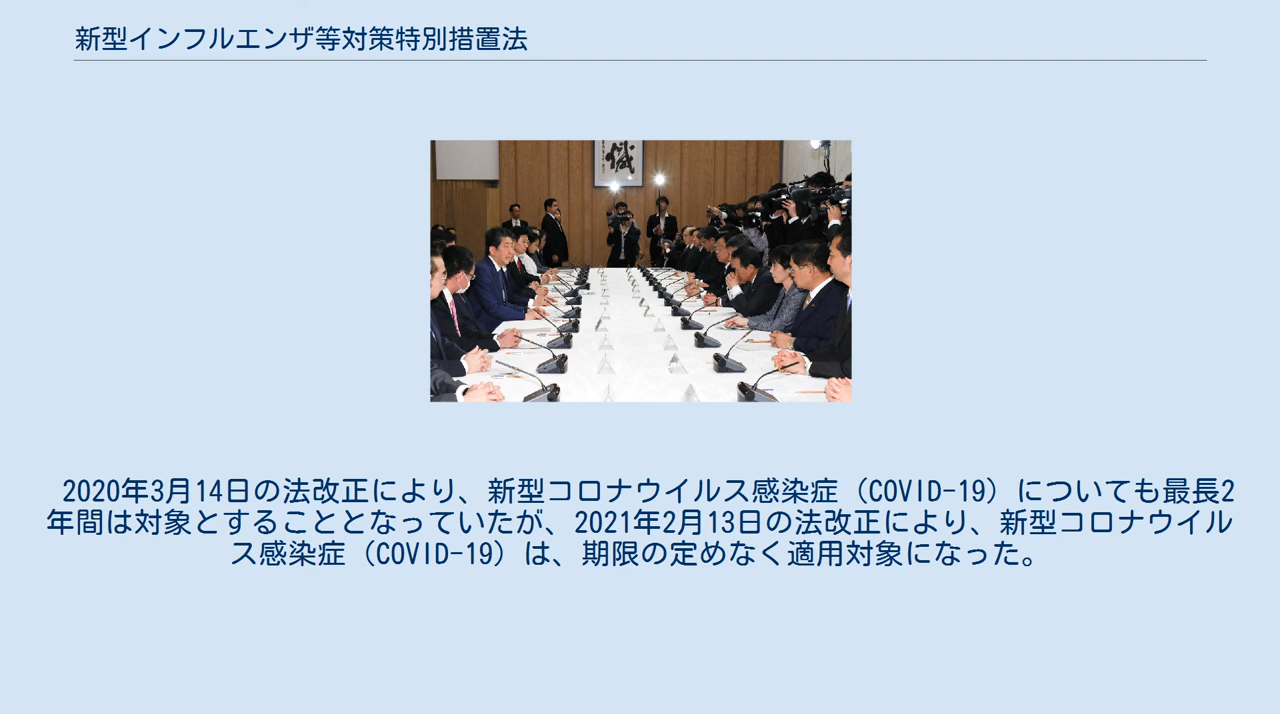 新型インフルエンザ等対策特別措置法
2020年3月14日の法改正により、新型コロナウイルス感染症（COVID-19）についても最長2
年間は対象とすることとなっていたが、2021年2月13日の法改正により、新型コロナウイル
ス感染症（COVID-19）は、期限の定めなく適用対象になった。